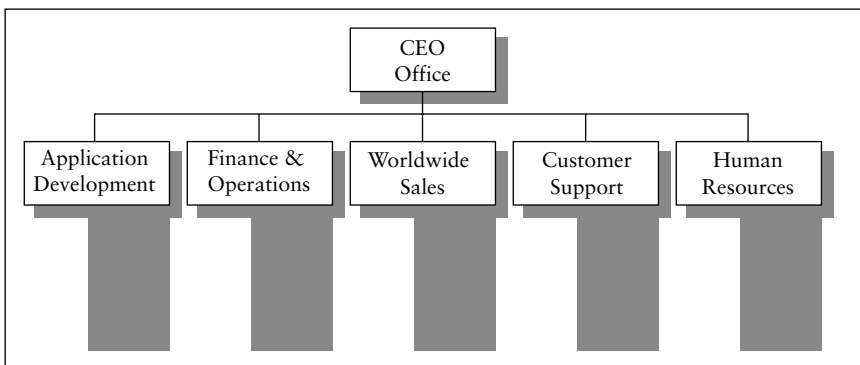 CEO
Office
Application
Development
Finance &
Operations
Worldwide
Sales
Customer
Support
Human
Resources